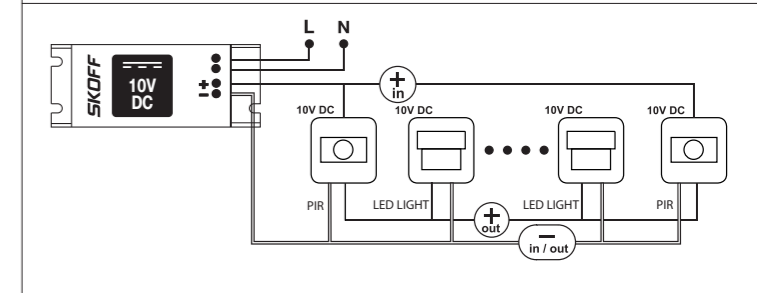 L N
SKOFF
10V
DC
+
–
+
in
10V DC 10V DC 10V DC 10V DC
PIR LED LIGHT LED LIGHT PIR
+
out
–
in / out